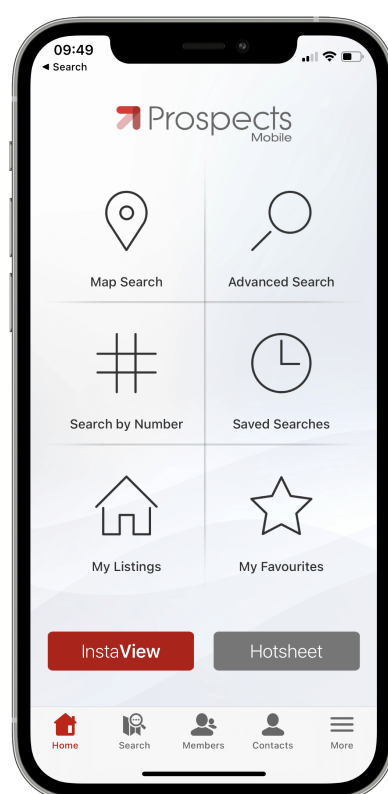 09:49
◀ Search
Prospects
Mobile
Map Search
Advanced Search
Search by Number
Saved Searches
My Listings
My Favourites
InstaView
Hotsheet
Home
Search
Members
Contacts
More